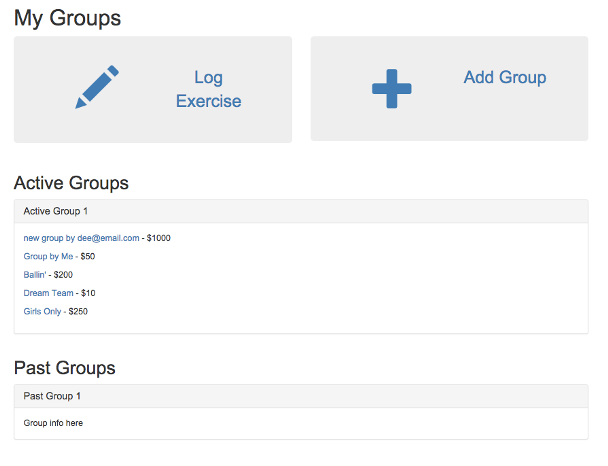 My Groups
Log
Exercise
Add Group
Active Groups
Active Group 1
new group by dee@email.com - $1000
Group by Me - $50
Ballin' - $200
Dream Team - $10
Girls Only - $250
Past Groups
Past Group 1
Group info here